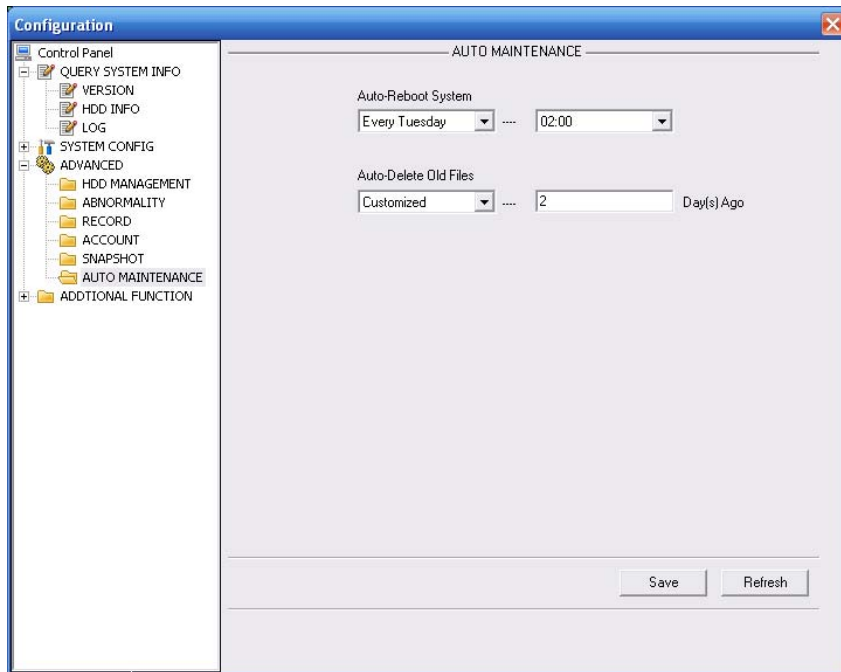 Configuration
Control Panel
QUERY SYSTEM INFO
VERSION
HDD INFO
LOG
SYSTEM CONFIG
ADVANCED
HDD MANAGEMENT
ABNORMALITY
RECORD
ACCOUNT
SNAPSHOT
AUTO MAINTENANCE
ADDTIONAL FUNCTION
AUTO MAINTENANCE
Auto-Reboot System
Every Tuesday ---- 02:00
Auto-Delete Old Files
Customized ---- 2 Day(s) Ago
Save Refresh